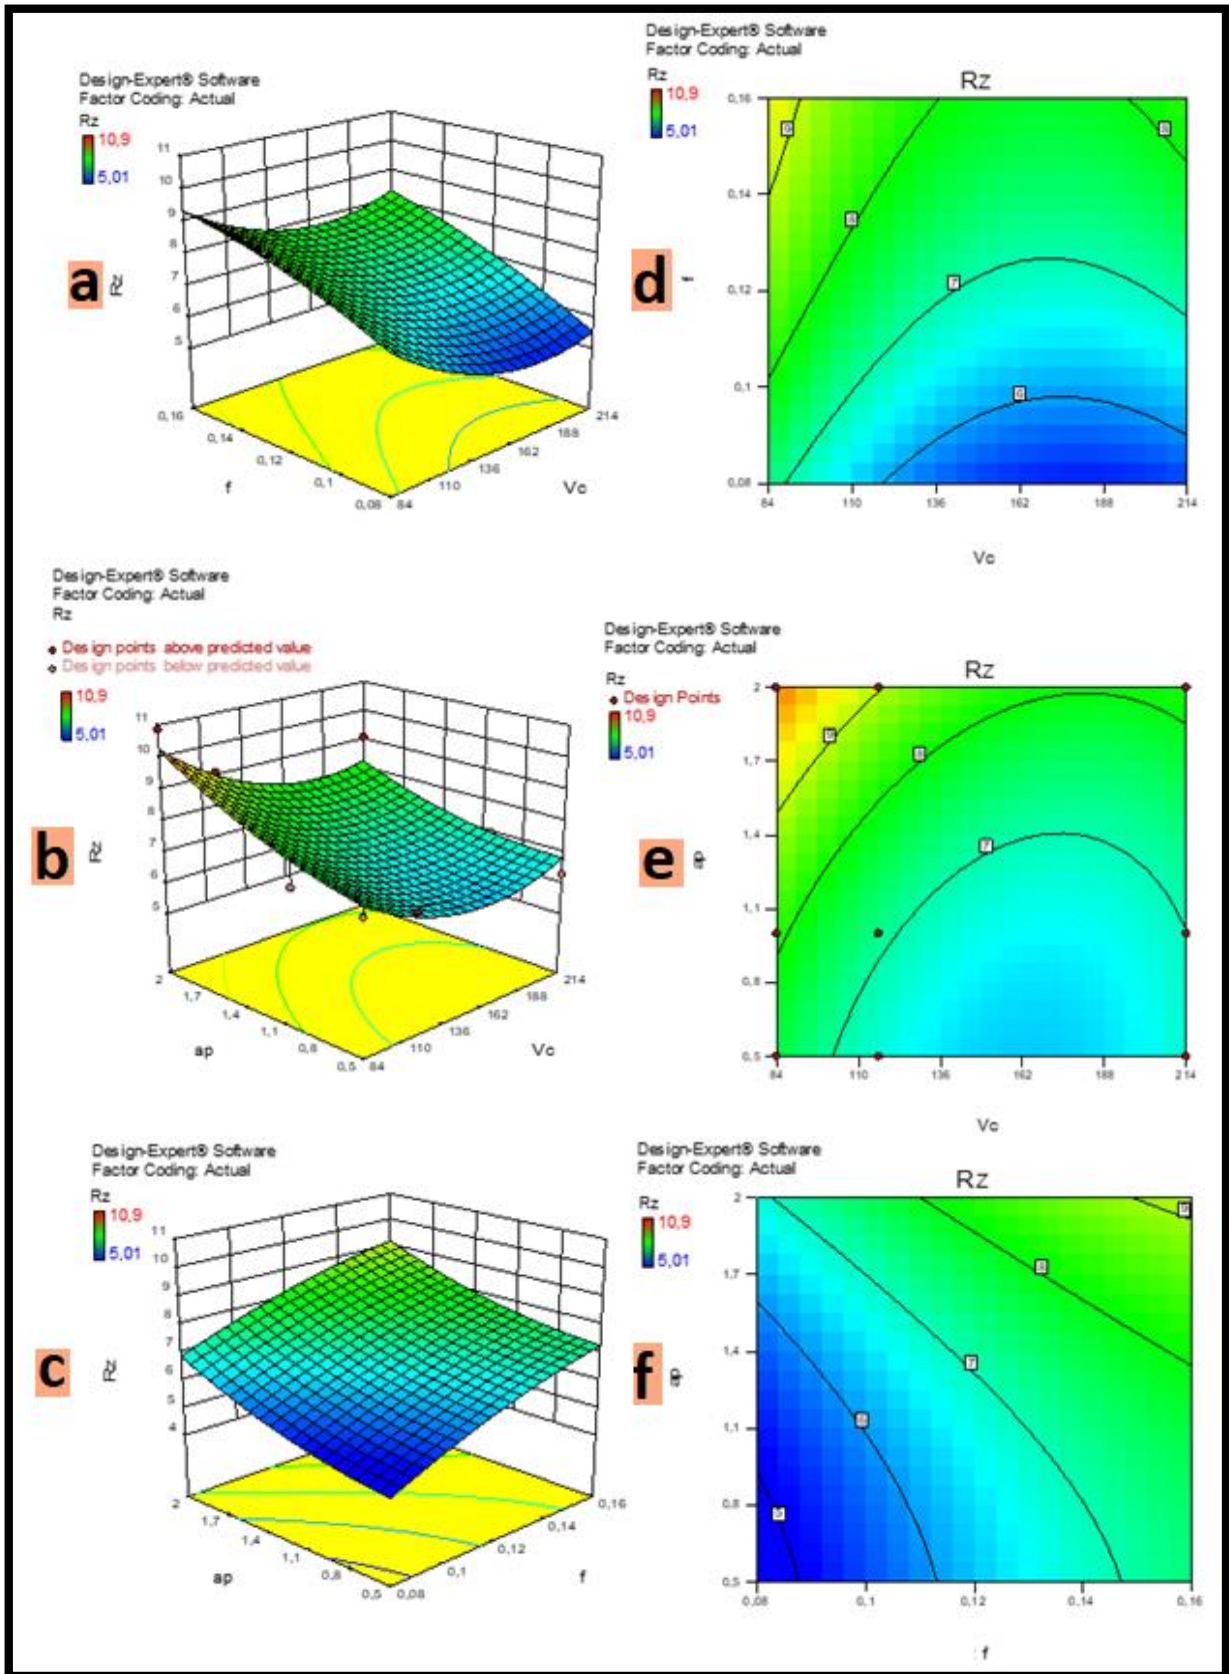 Design-Expert® Software
Factor Coding: Actual
Rz
10,9
5,01
11
10
9
8
7
6
5
Rz
a
0,16
0,14
0,12
0,1
0,08
f
84
110
136
162
188
214
Vc
Design-Expert® Software
Factor Coding: Actual
Rz
10,9
5,01
Rz
d
f
0,16
0,14
0,12
0,1
0,08
9
8
8
7
6
84
110
136
162
188
214
Vc
Design-Expert® Software
Factor Coding: Actual
Rz
Design points above predicted value
Design points below predicted value
10,9
5,01
11
10
9
8
7
6
5
Rz
b
2
1,7
1,4
1,1
0,8
0,5
ap
84
110
136
162
188
214
Vc
Design-Expert® Software
Factor Coding: Actual
Rz
Design Points
10,9
5,01
Rz
e
ap
2
1,7
1,4
1,1
0,8
0,5
9
8
7
84
110
136
162
188
214
Vc
Design-Expert® Software
Factor Coding: Actual
Rz
10,9
5,01
11
10
9
8
7
6
5
4
Rz
c
2
1,7
1,4
1,1
0,8
0,5
ap
0,08
0,1
0,12
0,14
0,16
f
Design-Expert® Software
Factor Coding: Actual
Rz
10,9
5,01
Rz
f
ap
2
1,7
1,4
1,1
0,8
0,5
9
8
7
6
5
0,08
0,1
0,12
0,14
0,16
f